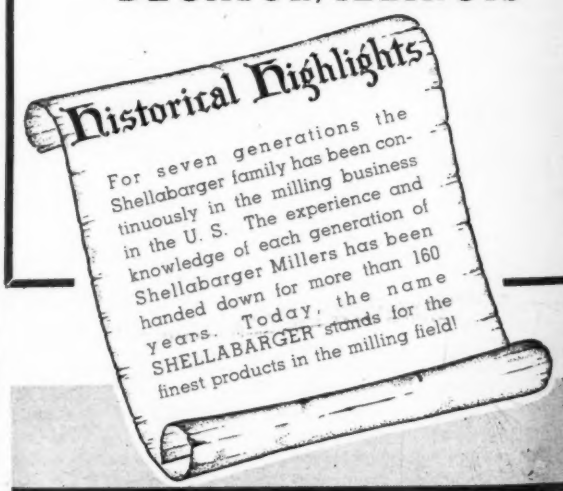 Historical Highlights
For seven generations the
Shellabarger family has been con-
tinuously in the milling business
in the U. S. The experience and
knowledge of each generation of
Shellabarger Millers has been
handed down for more than 160
years. Today, the name
SHELLABARGER stands for the
finest products in the milling field!